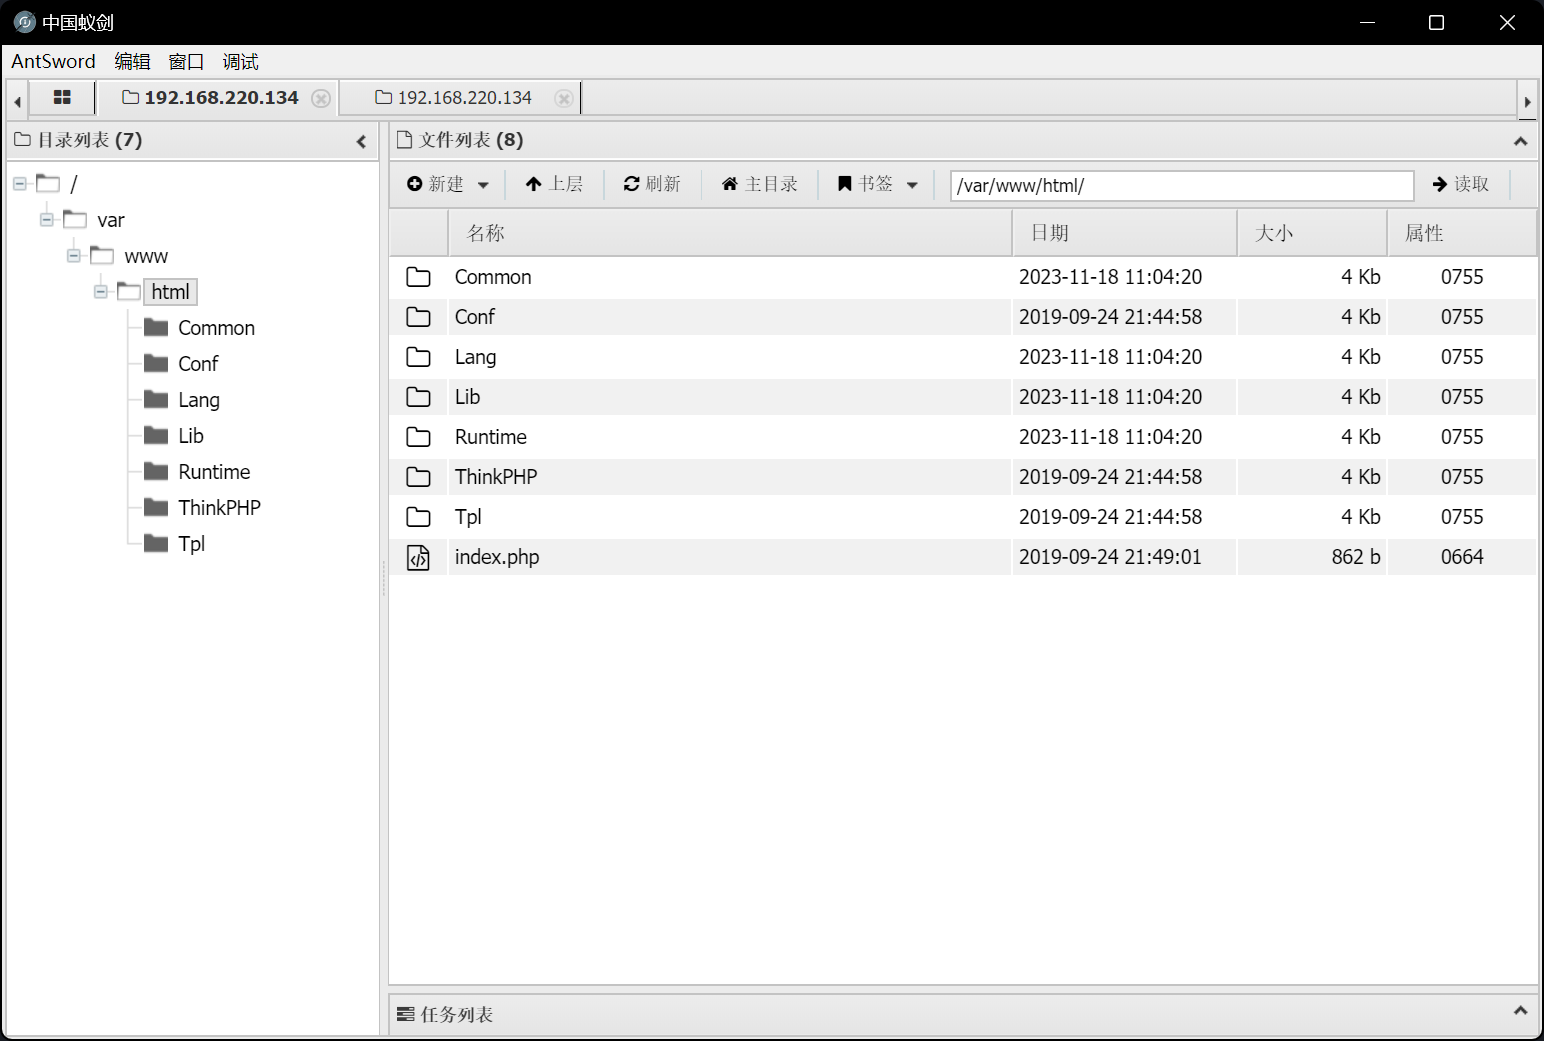 中国蚁剑
AntSword 编辑 窗口 调试
192.168.220.134 192.168.220.134
目录列表 (7)
/
var
www
html
Common
Conf
Lang
Lib
Runtime
ThinkPHP
Tpl
文件列表 (8)
新建 上层 刷新 主目录 书签 /var/www/html/ 读取
名称 日期 大小 属性
Common 2023-11-18 11:04:20 4 Kb 0755
Conf 2019-09-24 21:44:58 4 Kb 0755
Lang 2023-11-18 11:04:20 4 Kb 0755
Lib 2023-11-18 11:04:20 4 Kb 0755
Runtime 2023-11-18 11:04:20 4 Kb 0755
ThinkPHP 2019-09-24 21:44:58 4 Kb 0755
Tpl 2019-09-24 21:44:58 4 Kb 0755
index.php 2019-09-24 21:49:01 862 b 0664
任务列表